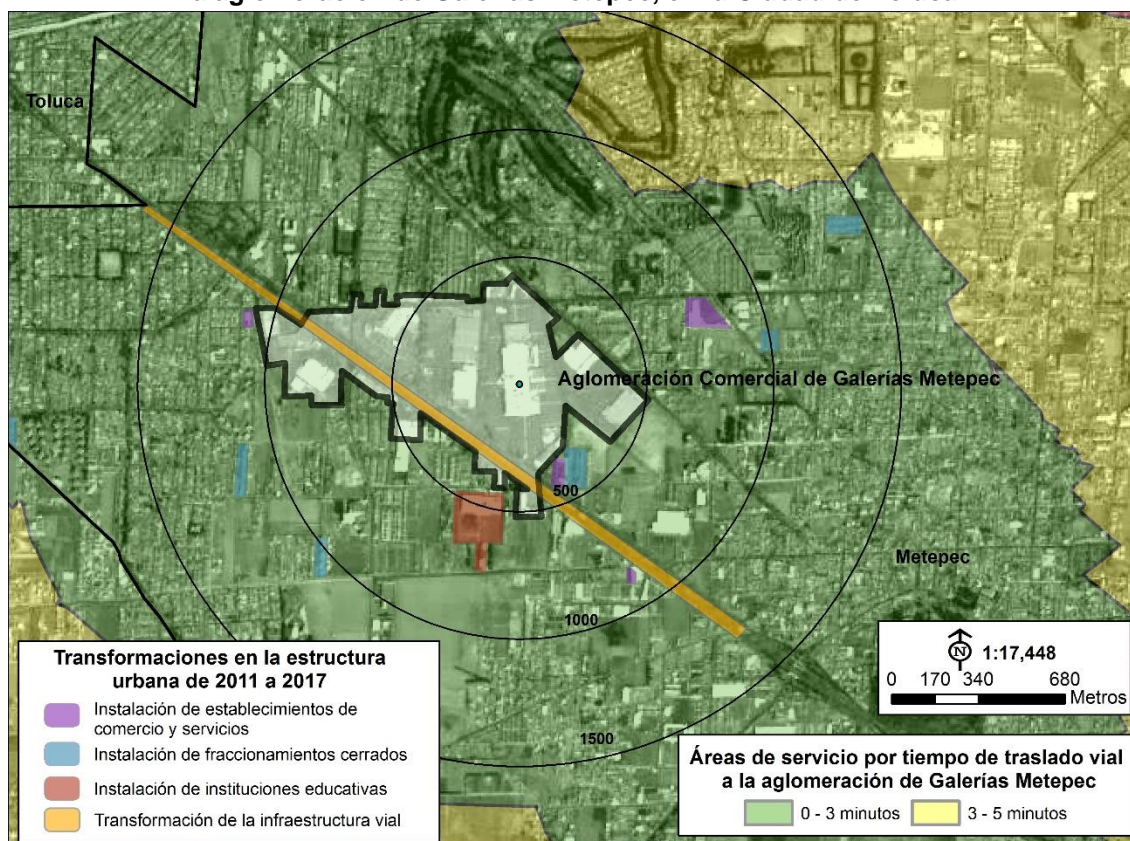 Toluca
Aglomeración Comercial de Galerías Metepec
500
Metepec
1000
1500
Transformaciones en la estructura
urbana de 2011 a 2017
Instalación de establecimientos de
comercio y servicios
Instalación de fraccionamientos cerrados
Instalación de instituciones educativas
Transformación de la infraestructura vial
N 1:17,448
0 170 340 680
Metros
Áreas de servicio por tiempo de traslado vial
a la aglomeración de Galerías Metepec
0 - 3 minutos 3 - 5 minutos